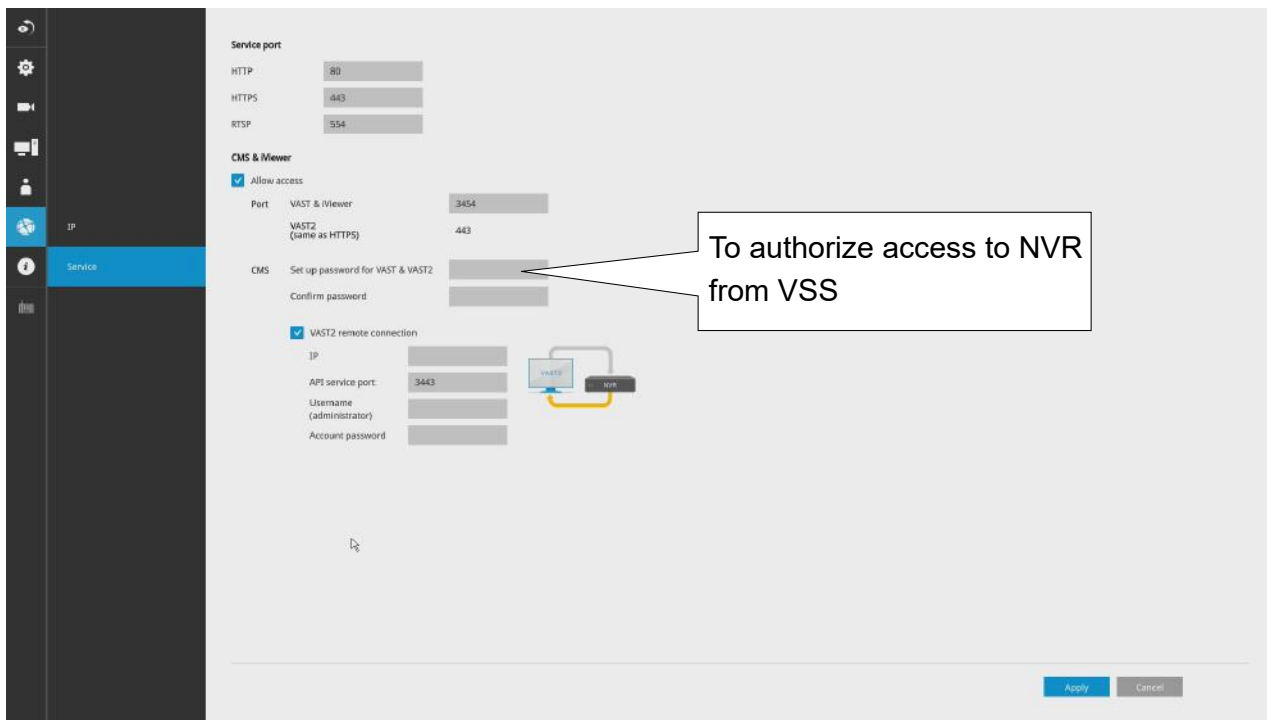 Service port
HTTP 80
HTTPS 443
RTSP 554
CMS & iViewer
Allow access
Port VAST & iViewer 3454
VAST2
(same as HTTPS) 443
IP
Service
CMS Set up password for VAST & VAST2
Confirm password
To authorize access to NVR
from VSS
VAST2 remote connection
IP
API service port 3443
Username
(administrator)
Account password
VAST2
NVR
Apply Cancel